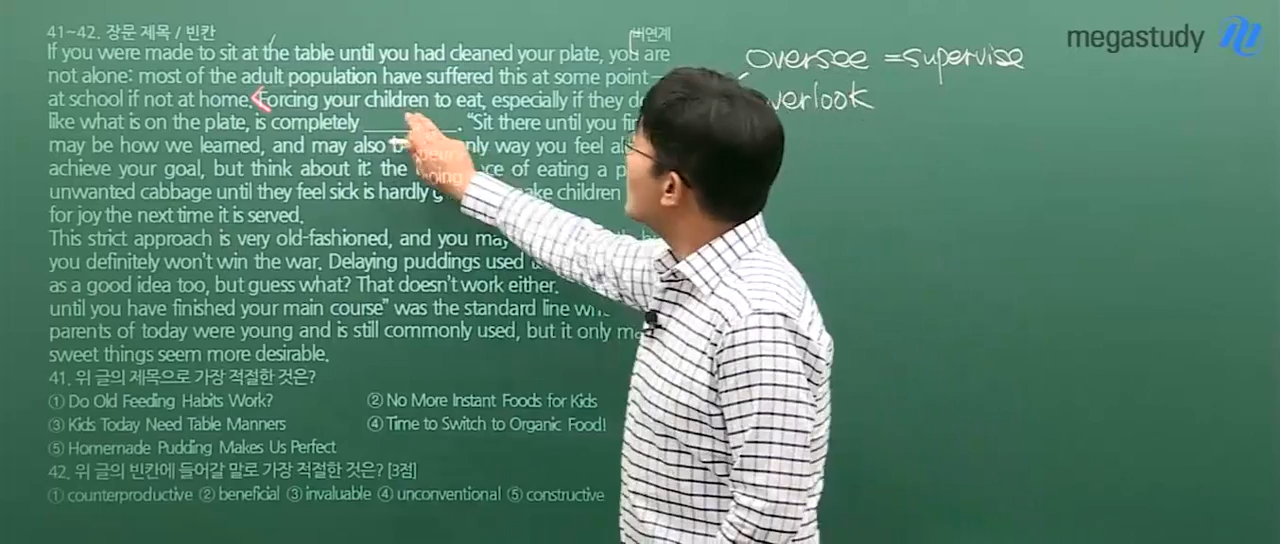 41~42. 장문 제목 / 빈칸
If you were made to sit at the table until you had cleaned your plate, you are
not alone: most of the adult population have suffered this at some point
at school if not at home. Forcing your children to eat, especially if they
like what is on the plate, is completely ________. "Sit there until you
may be how we learned, and may also way you feel
achieve your goal, but think about it: the of eating a
unwanted cabbage until they feel sick is hardly children
for joy the next time it is served.
This strict approach is very old-fashioned, and you may
you definitely won't win the war. Delaying puddings used
as a good idea too, but guess what? That doesn't work either.
until you have finished your main course" was the standard line
parents of today were young and is still commonly used, but it only
sweet things seem more desirable.
41. 위 글의 제목으로 가장 적절한 것은?
① Do Old Feeding Habits Work? ② No More Instant Foods for Kids
③ Kids Today Need Table Manners ④ Time to Switch to Organic Food!
⑤ Homemade Pudding Makes Us Perfect
42. 위 글의 빈칸에 들어갈 말로 가장 적절한 것은? [3점]
① counterproductive ② beneficial ③ invaluable ④ unconventional ⑤ constructive
oversee = supervise
megastudy